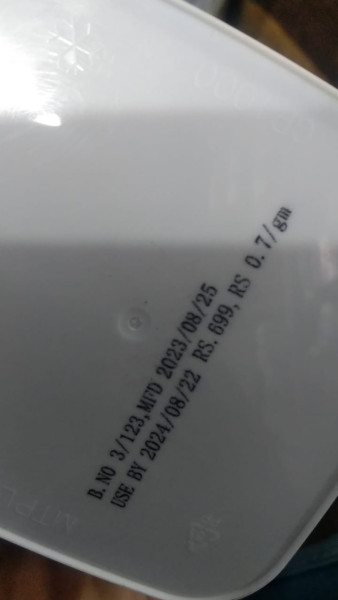 B.NO 3/123,MFD 2023/08/25
USE BY 2024/08/22 RS.699, RS 0.7/gm